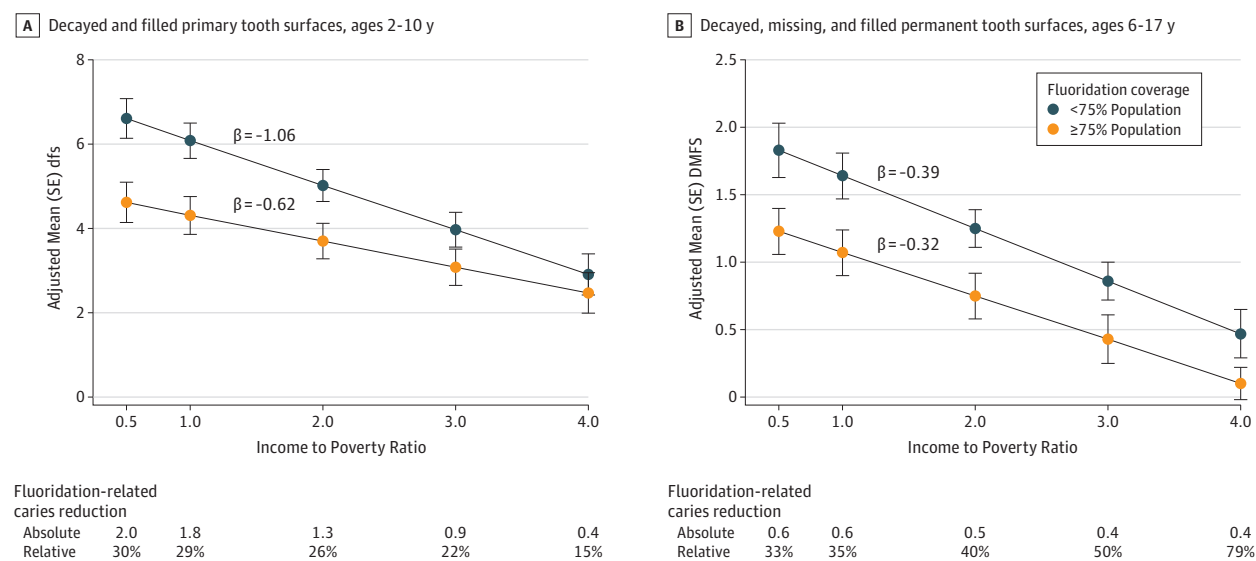 A Decayed and filled primary tooth surfaces, ages 2-10 y
8
6
4
2
0
Adjusted Mean (SE) dfs
β = -1.06
β = -0.62
0.5 1.0 2.0 3.0 4.0
Income to Poverty Ratio
Fluoridation-related
caries reduction
Absolute 2.0 1.8 1.3 0.9 0.4
Relative 30% 29% 26% 22% 15%
B Decayed, missing, and filled permanent tooth surfaces, ages 6-17 y
2.5
2.0
1.5
1.0
0.5
0
Adjusted Mean (SE) DMFS
Fluoridation coverage
<75% Population
≥75% Population
β = -0.39
β = -0.32
0.5 1.0 2.0 3.0 4.0
Income to Poverty Ratio
Fluoridation-related
caries reduction
Absolute 0.6 0.6 0.5 0.4 0.4
Relative 33% 35% 40% 50% 79%